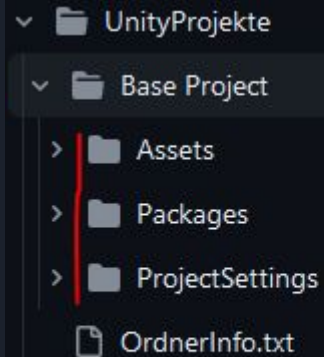 UnityProjekte
Base Project
Assets
Packages
ProjectSettings
OrdnerInfo.txt